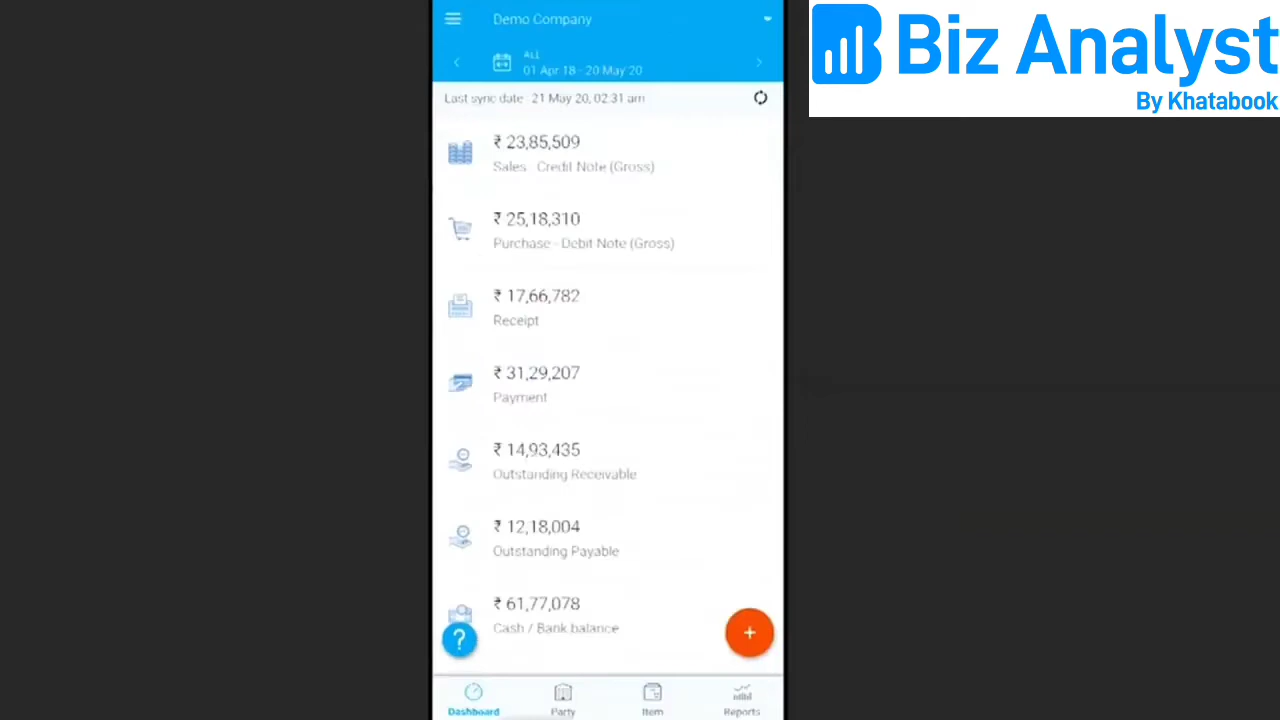 Demo Company
ALL
01 Apr 18 - 20 May 20
Last sync date : 21 May 20, 02:31 am
₹ 23,85,509
Sales - Credit Note (Gross)
₹ 25,18,310
Purchase - Debit Note (Gross)
₹ 17,66,782
Receipt
₹ 31,29,207
Payment
₹ 14,93,435
Outstanding Receivable
₹ 12,18,004
Outstanding Payable
₹ 61,77,078
Cash / Bank balance
?
+
Dashboard
Party
Item
Reports
Biz Analyst
By Khatabook